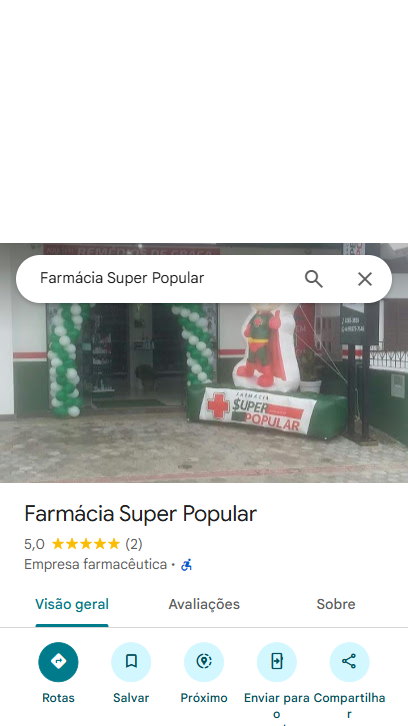 Farmácia Super Popular
FARMÁCIA
SUPER
POPULAR
Farmácia Super Popular
5,0 (2)
Empresa farmacêutica ·
Visão geral Avaliações Sobre
Rotas Salvar Próximo Enviar para o Compartilhar